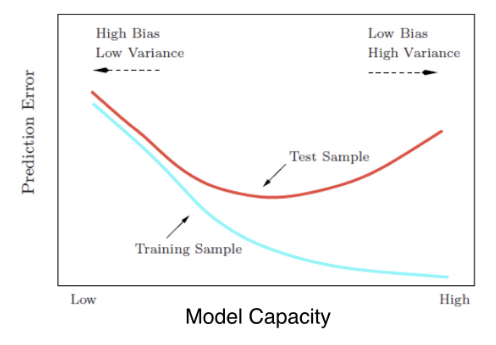 High Bias
Low Variance
Low Bias
High Variance
Prediction Error
Test Sample
Training Sample
Low
High
Model Capacity